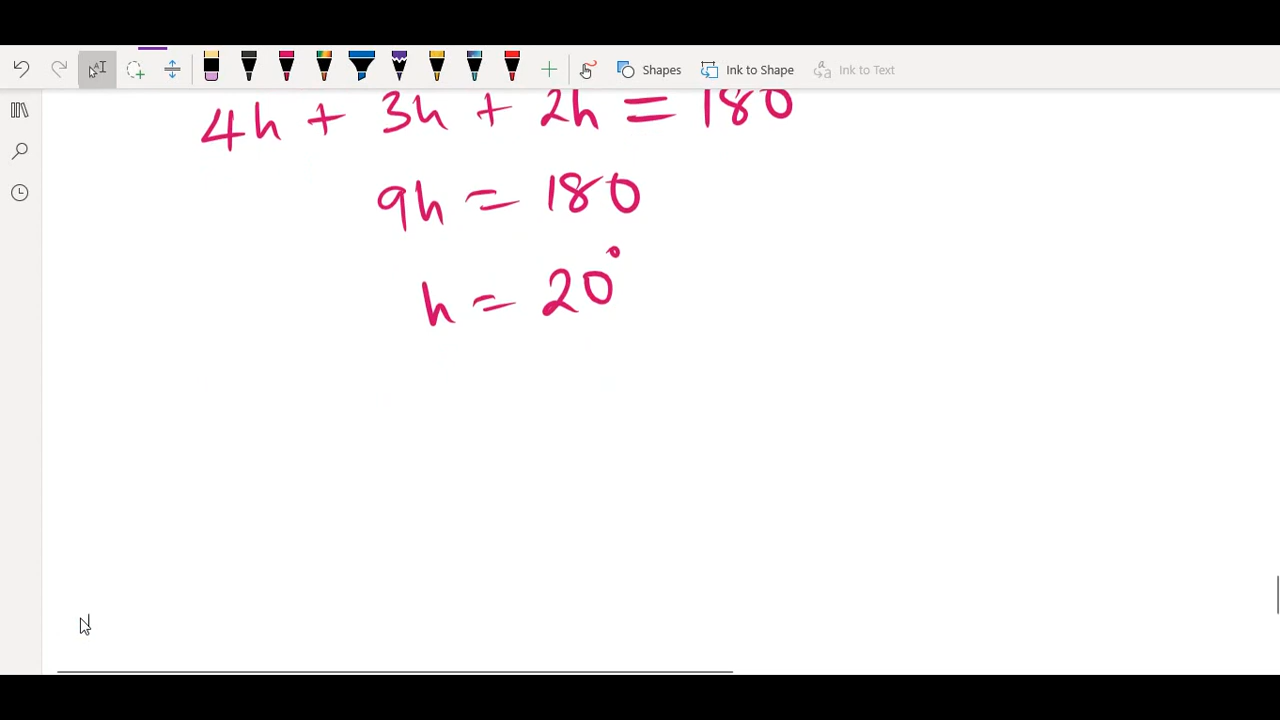 Shapes Ink to Shape Ink to Text
4h + 3h + 2h = 180
9h = 180
h = 20°